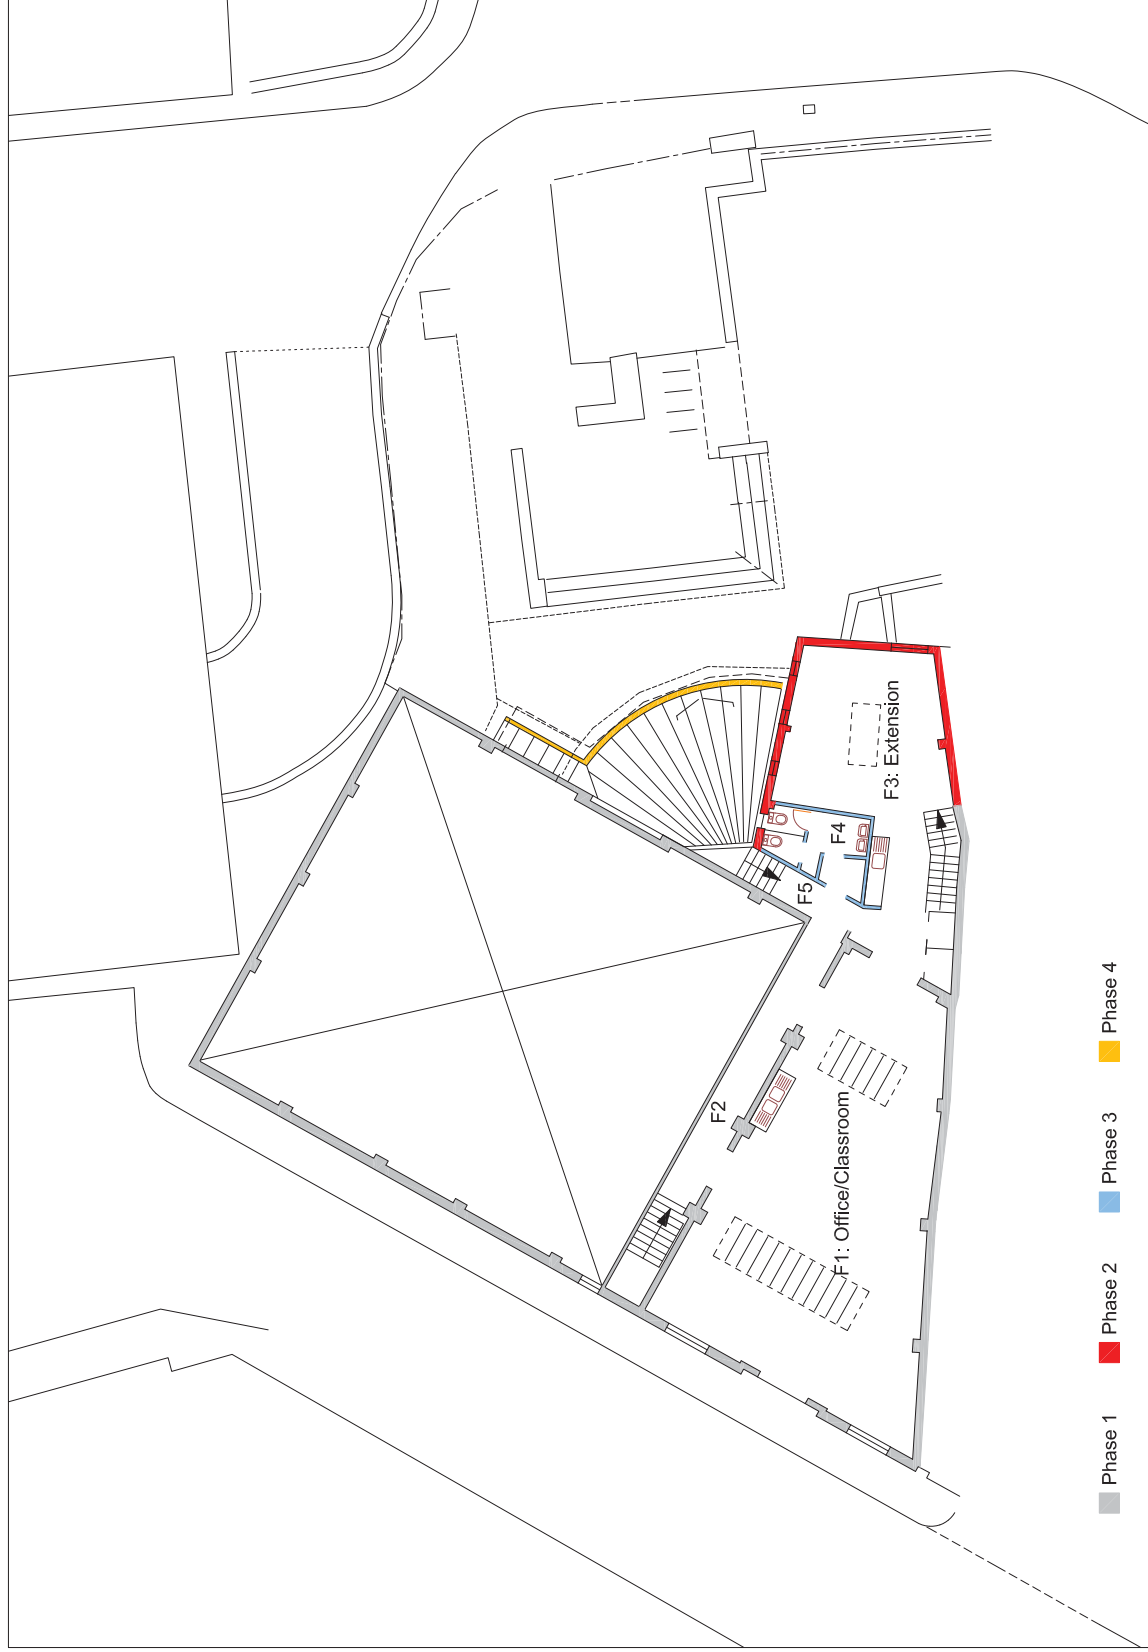 F1: Office/Classroom
F2
F5
F4
F3: Extension
Phase 1
Phase 2
Phase 3
Phase 4